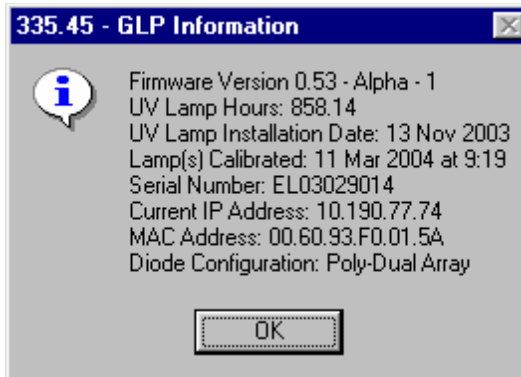 335.45 - GLP Information
Firmware Version 0.53 - Alpha - 1
UV Lamp Hours: 858.14
UV Lamp Installation Date: 13 Nov 2003
Lamp(s) Calibrated: 11 Mar 2004 at 9:19
Serial Number: EL03029014
Current IP Address: 10.190.77.74
MAC Address: 00.60.93.F0.01.5A
Diode Configuration: Poly-Dual Array
OK